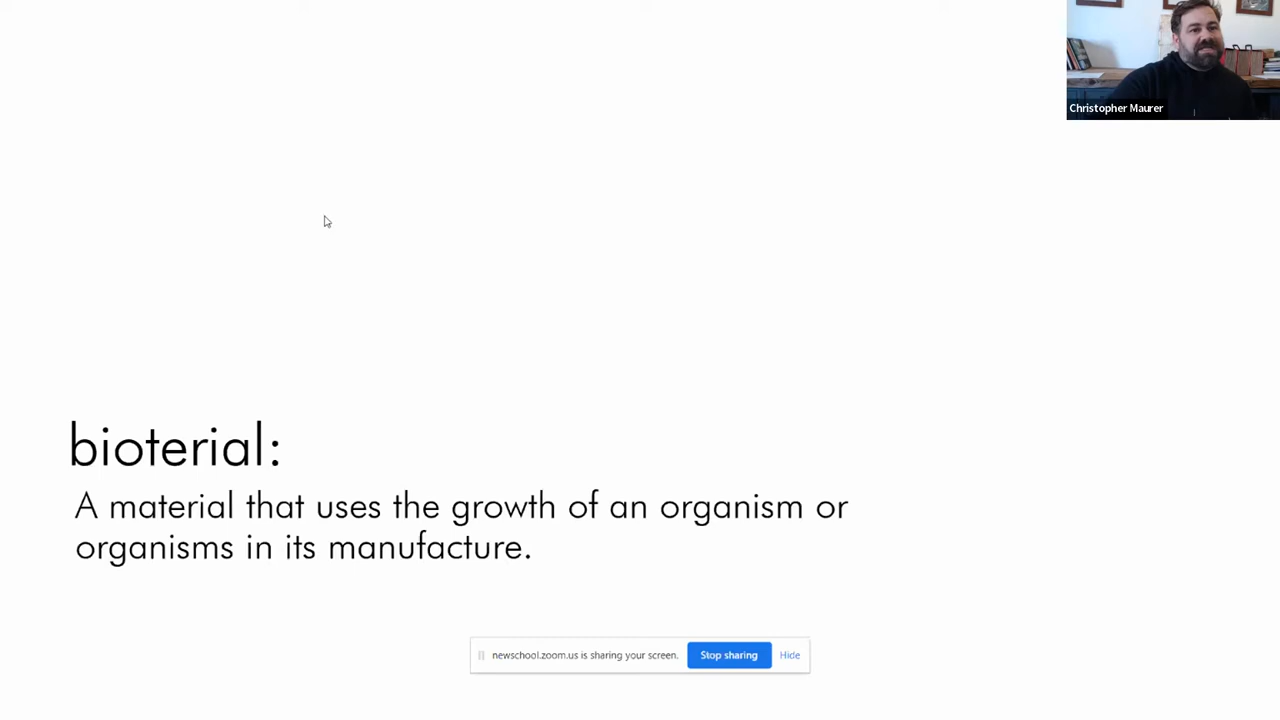 Christopher Maurer
bioterial:
A material that uses the growth of an organism or
organisms in its manufacture.
newschool.zoom.us is sharing your screen. Stop sharing Hide